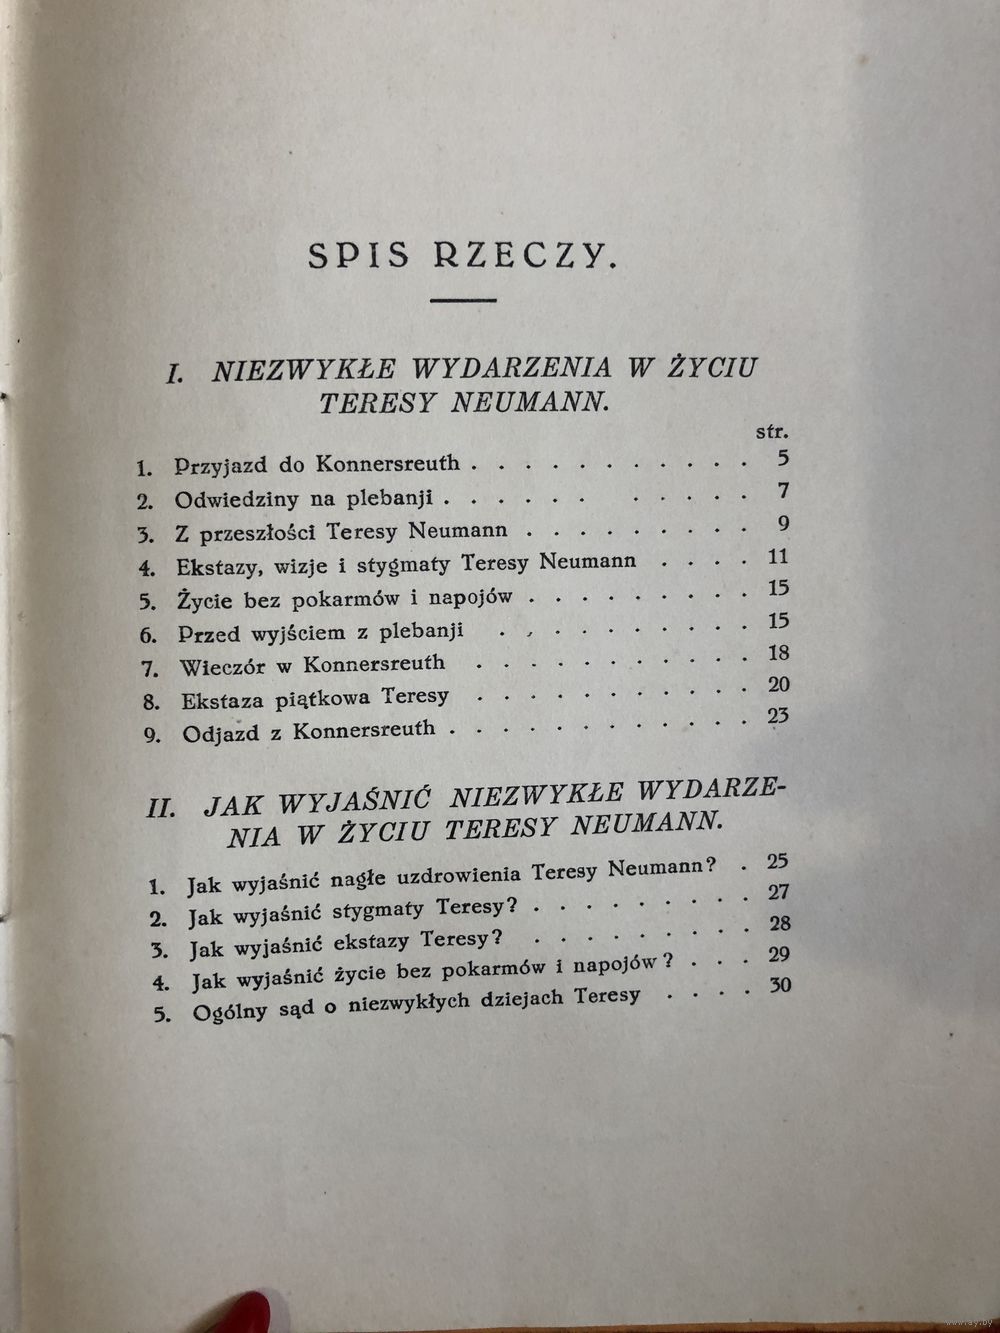 SPIS RZECZY.
I. NIEZWYKŁE WYDARZENIA W ŻYCIU
TERESY NEUMANN.
str.
1. Przyjazd do Konnersreuth . . . . . . . . . . . 5
2. Odwiedziny na plebanji . . . . . . . . . . . 7
3. Z przeszłości Teresy Neumann . . . . . . . . . 9
4. Ekstazy, wizje i stygmaty Teresy Neumann . . . . 11
5. Życie bez pokarmów i napojów . . . . . . . . . 15
6. Przed wyjściem z plebanji . . . . . . . . . . 15
7. Wieczór w Konnersreuth . . . . . . . . . . . 18
8. Ekstaza piątkowa Teresy . . . . . . . . . . . 20
9. Odjazd z Konnersreuth . . . . . . . . . . . . 23
II. JAK WYJAŚNIĆ NIEZWYKŁE WYDARZE-
NIA W ŻYCIU TERESY NEUMANN.
1. Jak wyjaśnić nagłe uzdrowienia Teresy Neumann? . 25
2. Jak wyjaśnić stygmaty Teresy? . . . . . . . . . 27
3. Jak wyjaśnić ekstazy Teresy? . . . . . . . . . 28
4. Jak wyjaśnić życie bez pokarmów i napojów? . . . 29
5. Ogólny sąd o niezwykłych dziejach Teresy . . . . 30
www.ay.by